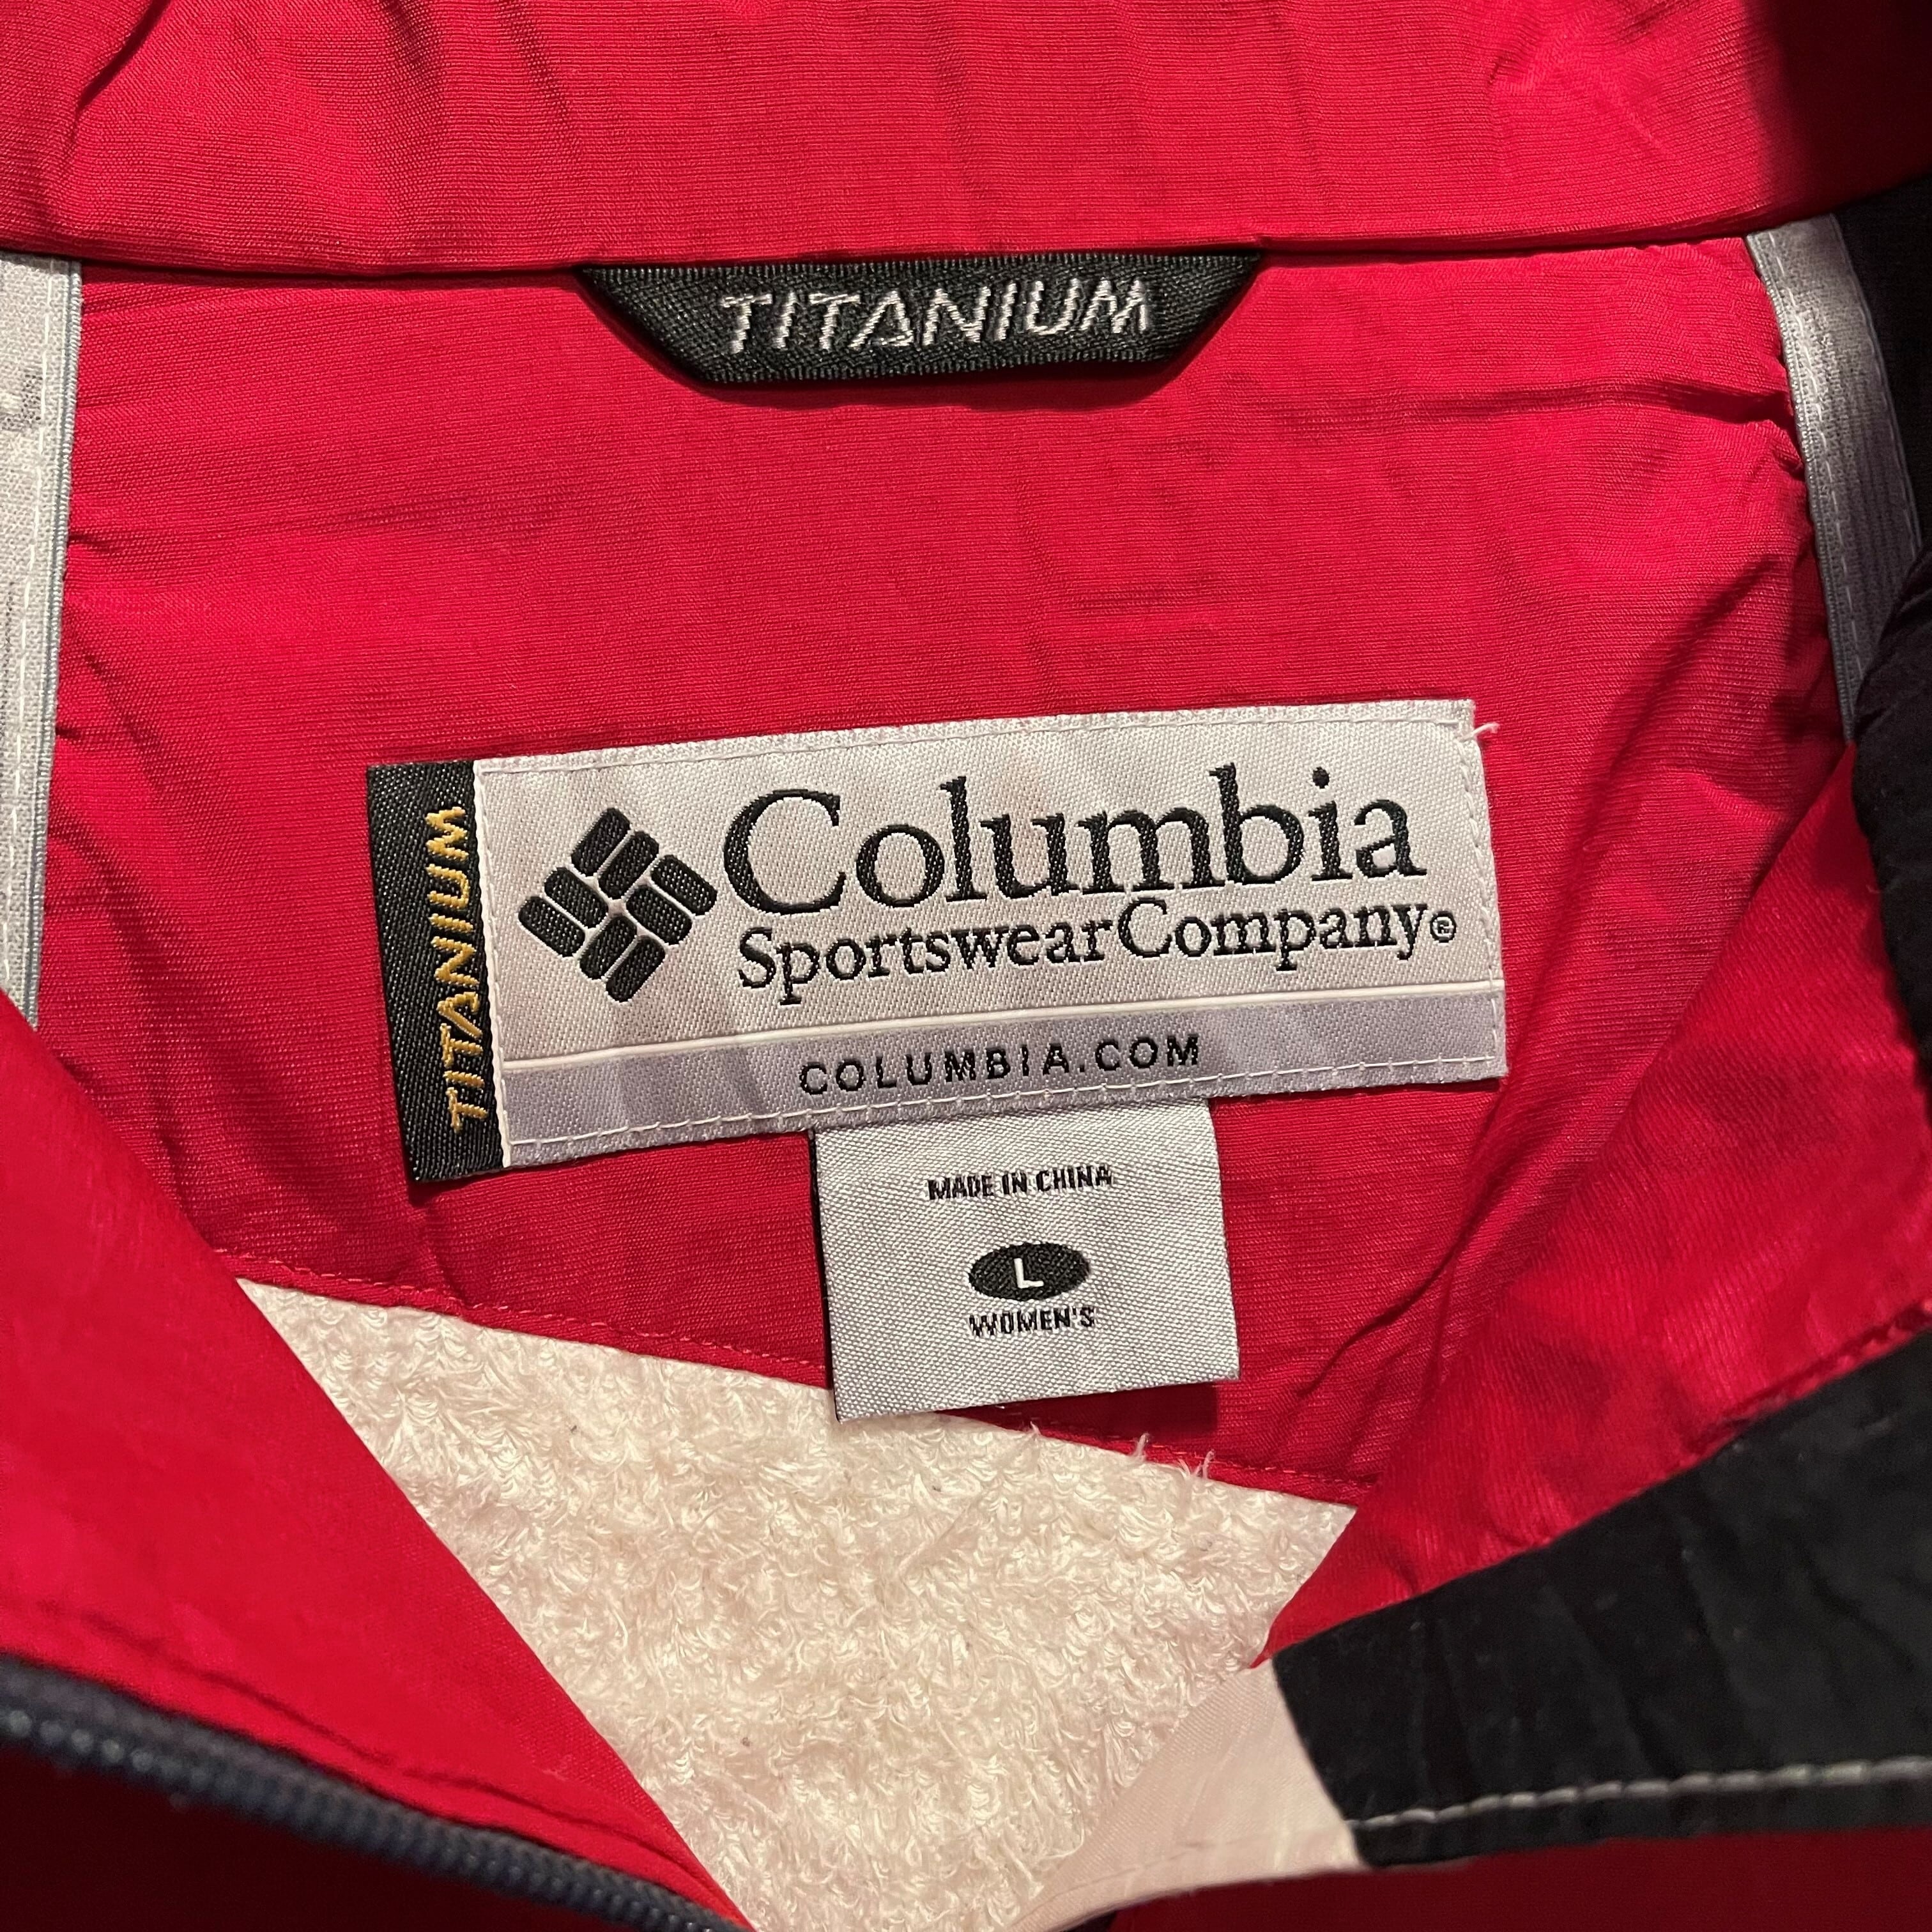 TITANIUM
TITANIUM
Columbia
SportswearCompany®
COLUMBIA.COM
MADE IN CHINA
L
WOMEN'S